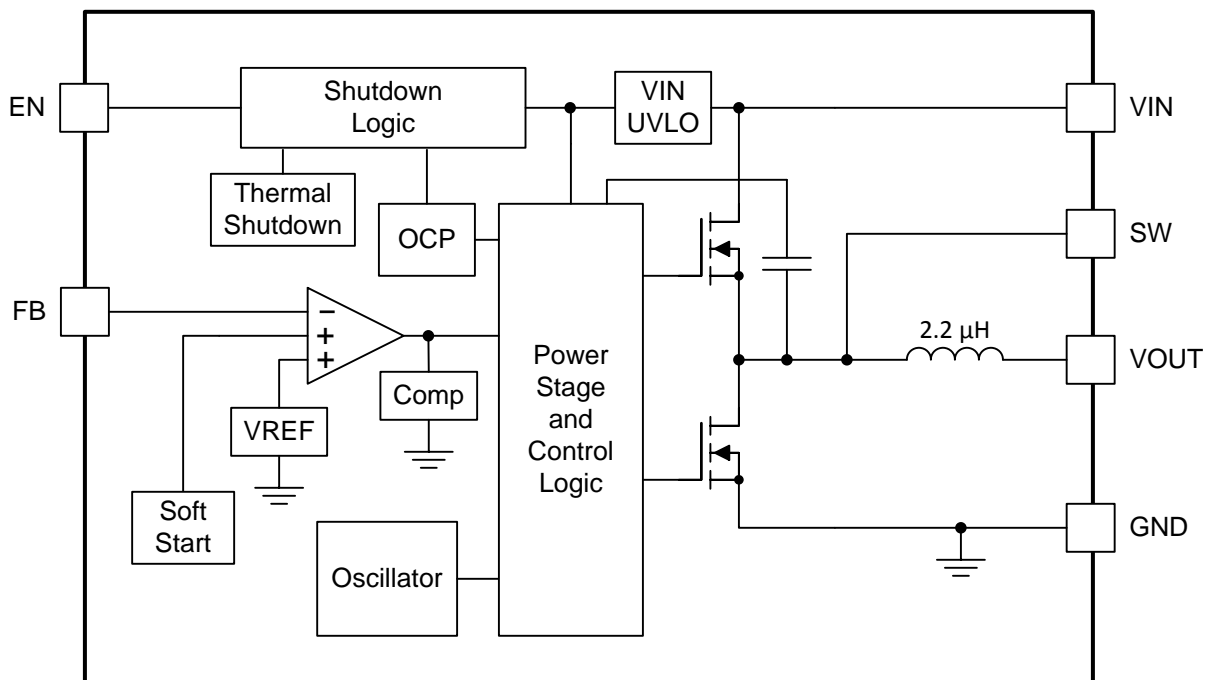 EN
Shutdown
Logic
VIN
UVLO
VIN
Thermal
Shutdown
OCP
SW
FB
−
+
+
2.2 µH
VOUT
Power
Stage
and
Control
Logic
Comp
VREF
Soft
Start
GND
Oscillator